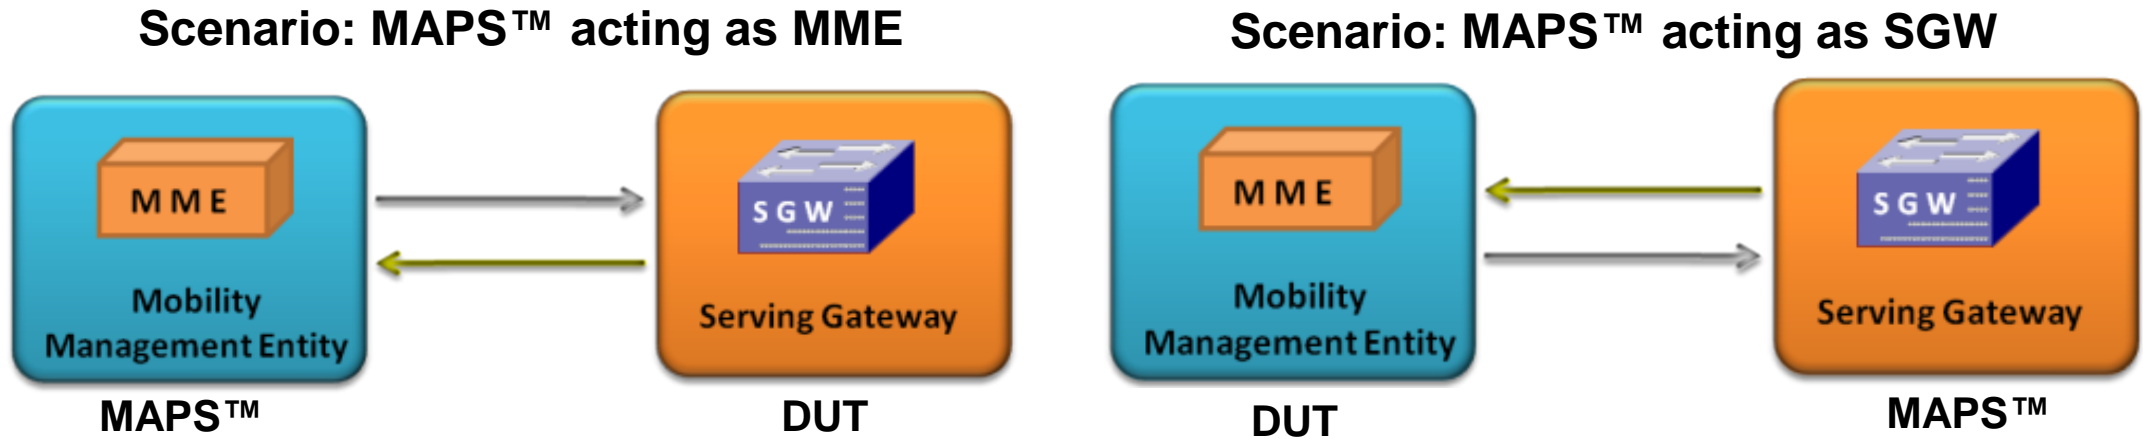 Scenario: MAPS™ acting as MME
MME
Mobility
Management Entity
MAPS™
SGW
Serving Gateway
DUT
Scenario: MAPS™ acting as SGW
MME
Mobility
Management Entity
DUT
SGW
Serving Gateway
MAPS™